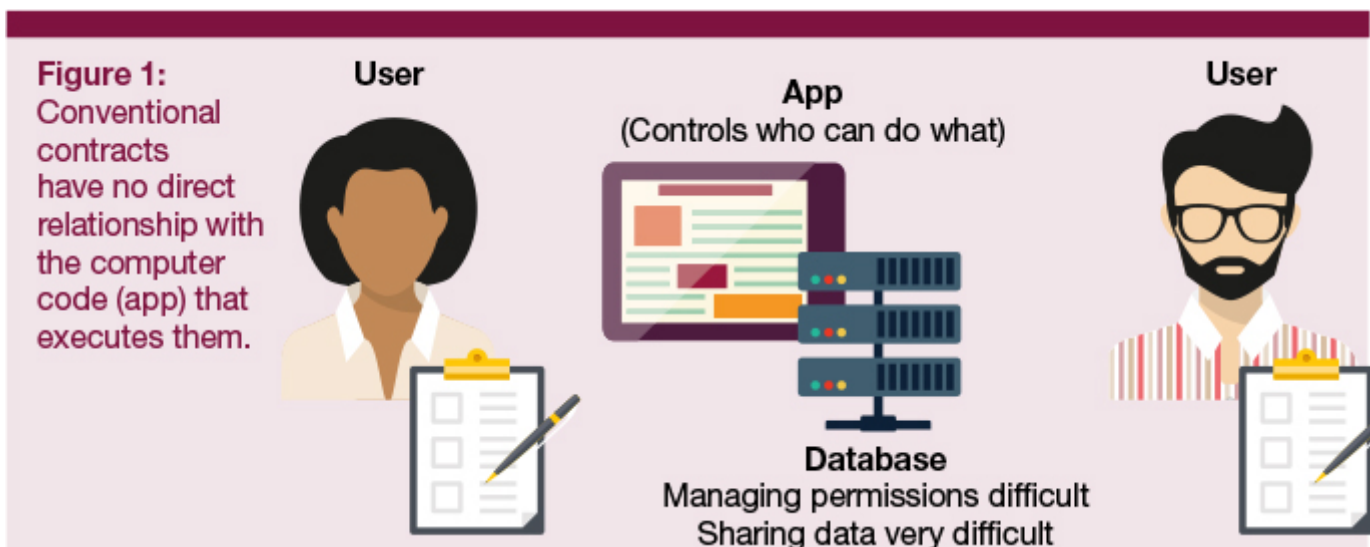 Figure 1:
Conventional
contracts
have no direct
relationship with
the computer
code (app) that
executes them.
User
App
(Controls who can do what)
User
Database
Managing permissions difficult
Sharing data very difficult